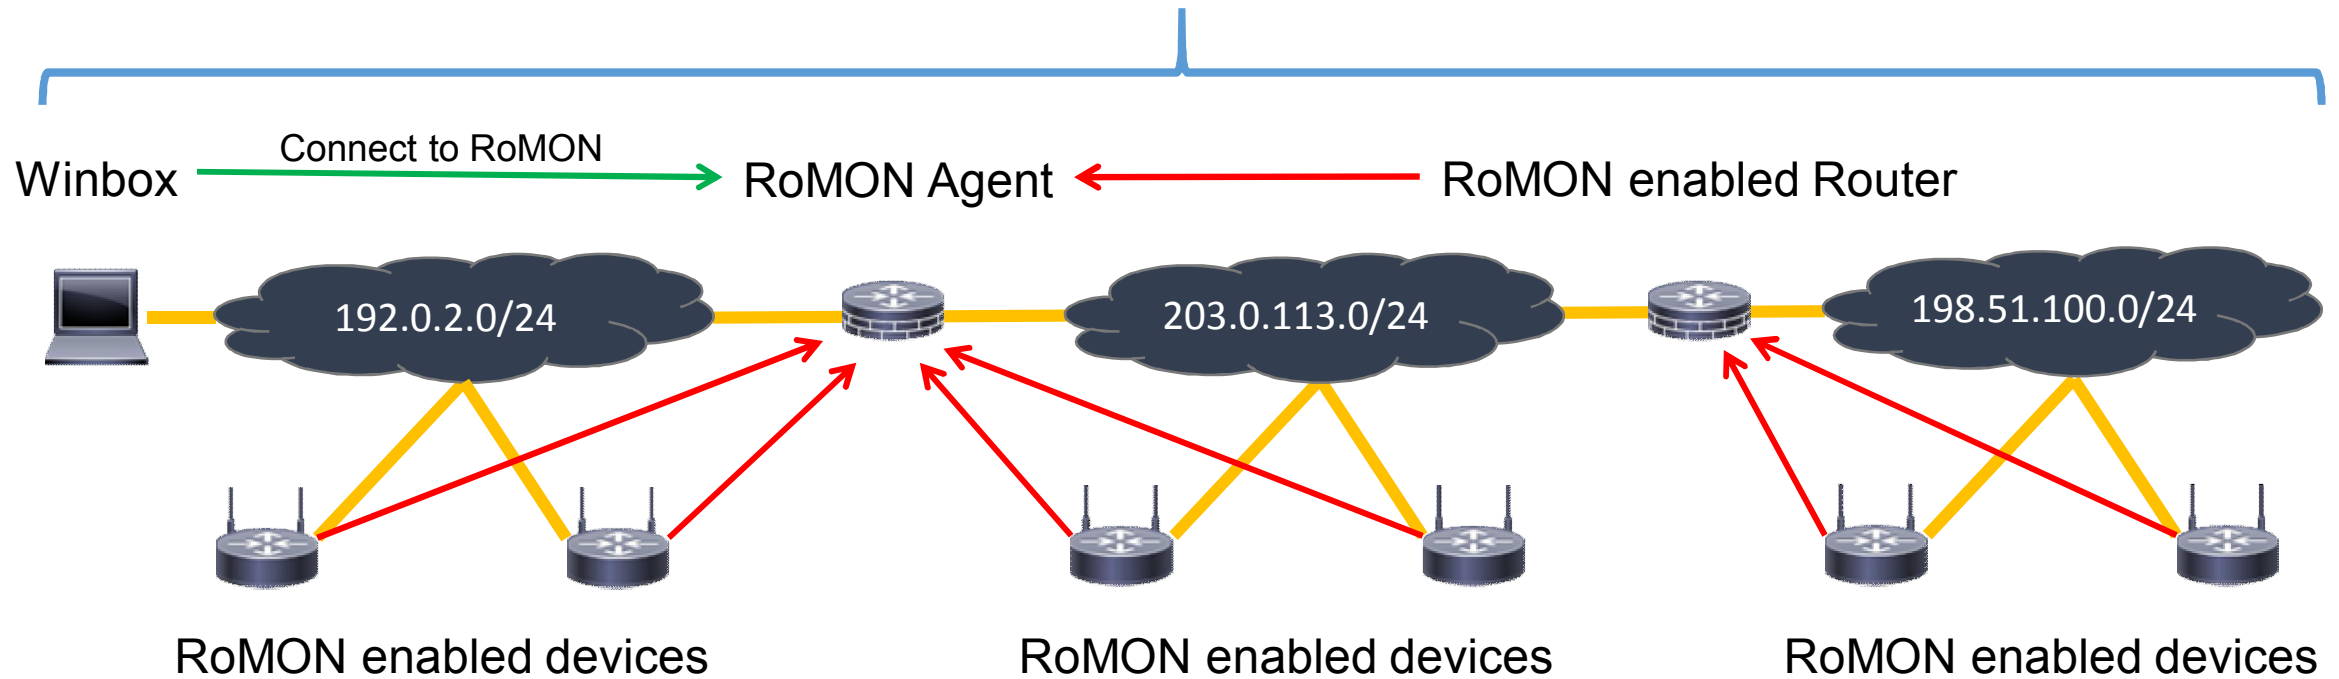 Connect to RoMON
Winbox
RoMON Agent
RoMON enabled Router
192.0.2.0/24
203.0.113.0/24
198.51.100.0/24
RoMON enabled devices
RoMON enabled devices
RoMON enabled devices